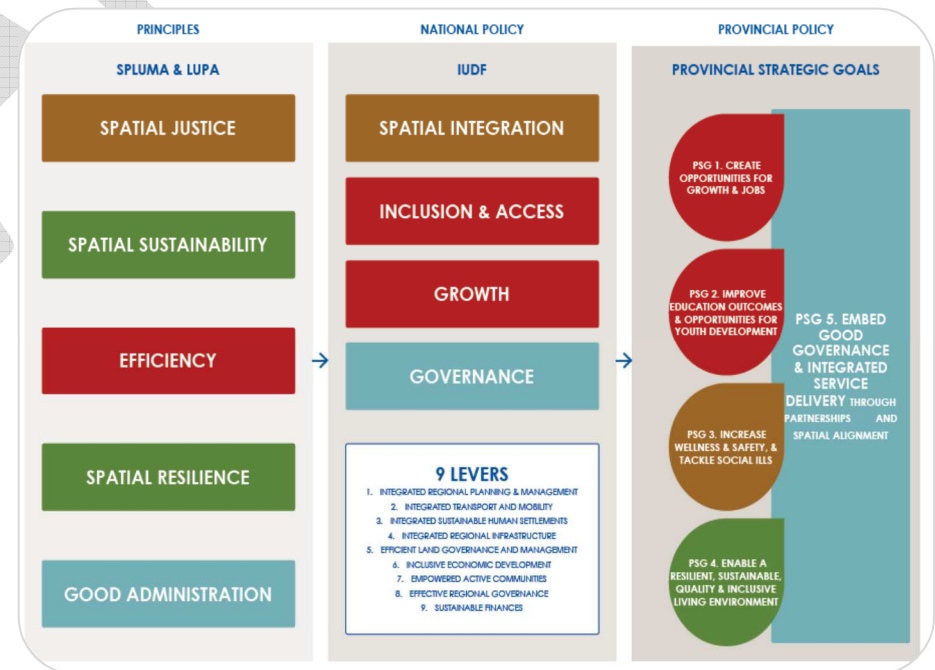 PRINCIPLES
SPLUMA & LUPA
SPATIAL JUSTICE
SPATIAL SUSTAINABILITY
EFFICIENCY
SPATIAL RESILIENCE
GOOD ADMINISTRATION
NATIONAL POLICY
IUDF
SPATIAL INTEGRATION
INCLUSION & ACCESS
GROWTH
GOVERNANCE
9 LEVERS
1. INTEGRATED REGIONAL PLANNING & MANAGEMENT
2. INTEGRATED TRANSPORT AND MOBILITY
3. INTEGRATED SUSTAINABLE HUMAN SETTLEMENTS
4. INTEGRATED REGIONAL INFRASTRUCTURE
5. EFFICIENT LAND GOVERNANCE AND MANAGEMENT
6. INCLUSIVE ECONOMIC DEVELOPMENT
7. EMPOWERED ACTIVE COMMUNITIES
8. EFFECTIVE REGIONAL GOVERNANCE
9. SUSTAINABLE FINANCES
PROVINCIAL POLICY
PROVINCIAL STRATEGIC GOALS
PSG 1. CREATE
OPPORTUNITIES FOR
GROWTH & JOBS
PSG 2. IMPROVE
EDUCATION OUTCOMES
& OPPORTUNITIES FOR
YOUTH DEVELOPMENT
PSG 3. INCREASE
WELLNESS & SAFETY, &
TACKLE SOCIAL ILLS
PSG 4. ENABLE A
RESILIENT, SUSTAINABLE,
QUALITY & INCLUSIVE
LIVING ENVIRONMENT
PSG 5. EMBED
GOOD
GOVERNANCE
& INTEGRATED
SERVICE
DELIVERY THROUGH
PARTNERSHIPS AND
SPATIAL ALIGNMENT